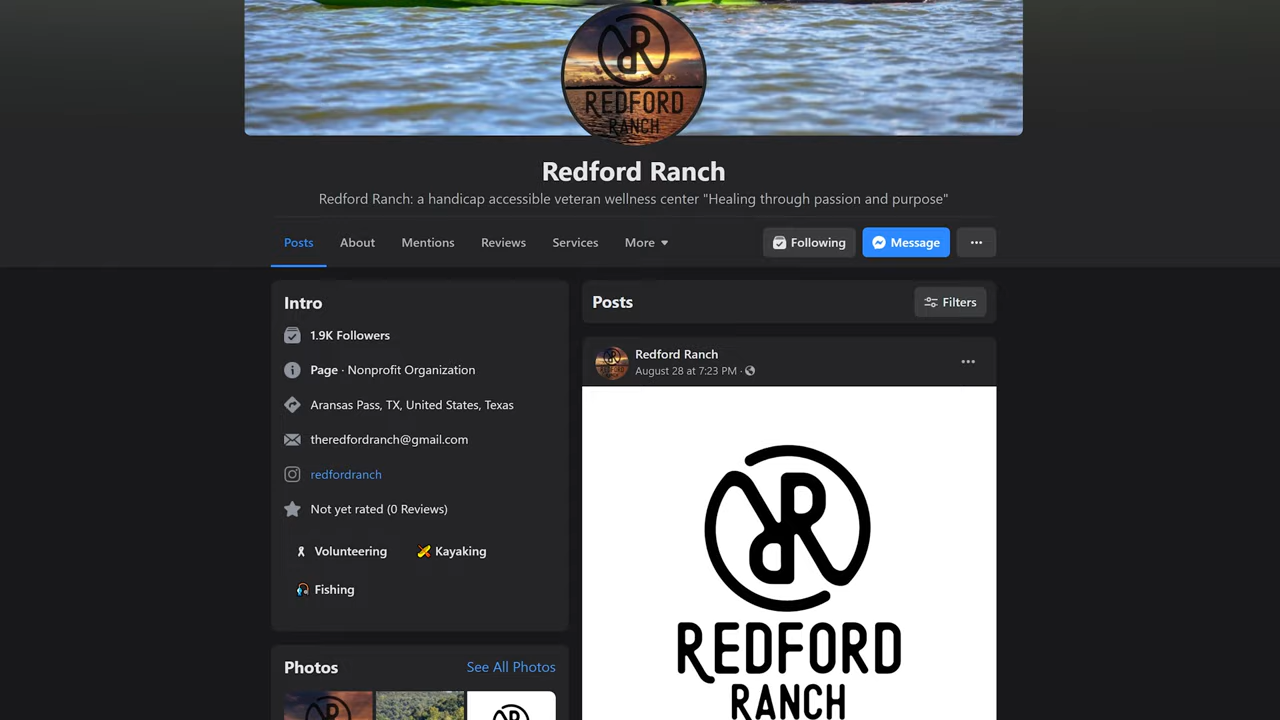 REDFORD
RANCH
Redford Ranch
Redford Ranch: a handicap accessible veteran wellness center "Healing through passion and purpose"
Posts About Mentions Reviews Services More Following Message ...
Intro
1.9K Followers
Page · Nonprofit Organization
Aransas Pass, TX, United States, Texas
theredfordranch@gmail.com
redfordranch
Not yet rated (0 Reviews)
Volunteering Kayaking
Fishing
Photos See All Photos
Posts Filters
Redford Ranch
August 28 at 7:23 PM ·
R
R
REDFORD
RANCH